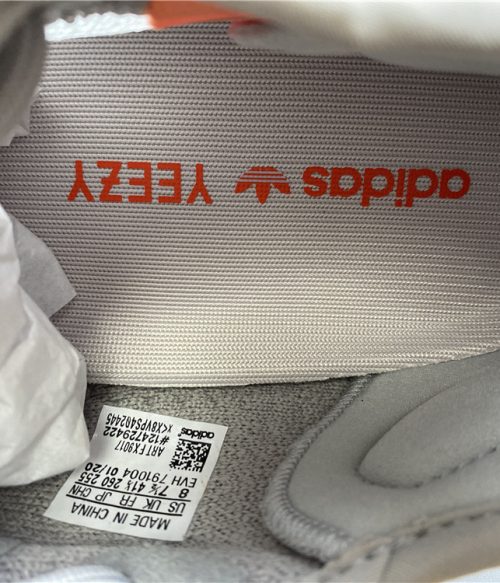 adidas YEEZY
MADE IN CHINA
US UK FR JP CHN
8 7½ 41⅓ 260 255
EVH 791004 01/20
adidas
ART FX9017
#124729422